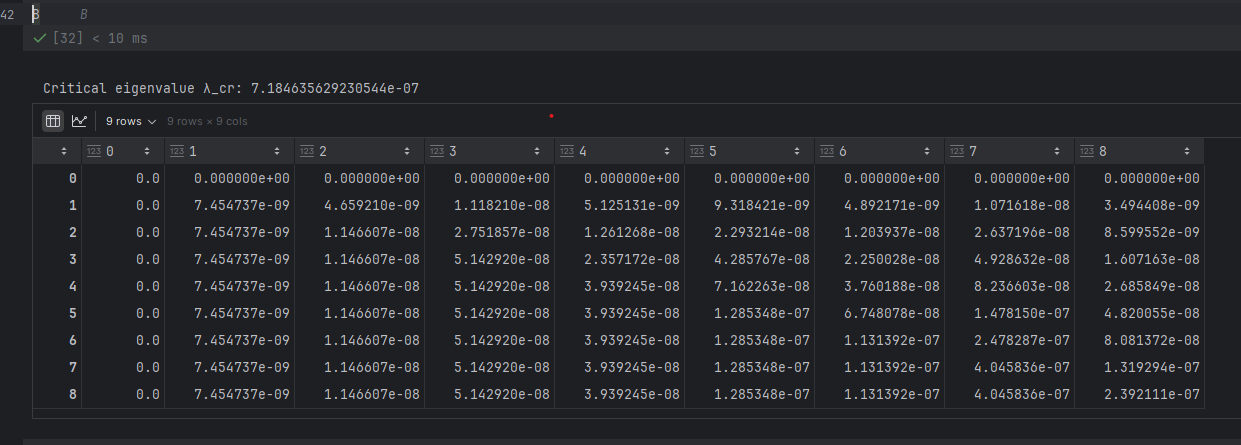 42 B B
[32] < 10 ms
Critical eigenvalue λ_cr: 7.184635629230544e-07
9 rows 9 rows × 9 cols
123 0 123 1 123 2 123 3 123 4 123 5 123 6 123 7 123 8
0 0.0 0.000000e+00 0.000000e+00 0.000000e+00 0.000000e+00 0.000000e+00 0.000000e+00 0.000000e+00 0.000000e+00
1 0.0 7.454737e-09 4.659210e-09 1.118210e-08 5.125131e-09 9.318421e-09 4.892171e-09 1.071618e-08 3.494408e-09
2 0.0 7.454737e-09 1.146607e-08 2.751857e-08 1.261268e-08 2.293214e-08 1.203937e-08 2.637196e-08 8.599552e-09
3 0.0 7.454737e-09 1.146607e-08 5.142920e-08 2.357172e-08 4.285767e-08 2.250028e-08 4.928632e-08 1.607163e-08
4 0.0 7.454737e-09 1.146607e-08 5.142920e-08 3.939245e-08 7.162263e-08 3.760188e-08 8.236603e-08 2.685849e-08
5 0.0 7.454737e-09 1.146607e-08 5.142920e-08 3.939245e-08 1.285348e-07 6.748078e-08 1.478150e-07 4.820055e-08
6 0.0 7.454737e-09 1.146607e-08 5.142920e-08 3.939245e-08 1.285348e-07 1.131392e-07 2.478287e-07 8.081372e-08
7 0.0 7.454737e-09 1.146607e-08 5.142920e-08 3.939245e-08 1.285348e-07 1.131392e-07 4.045836e-07 1.319294e-07
8 0.0 7.454737e-09 1.146607e-08 5.142920e-08 3.939245e-08 1.285348e-07 1.131392e-07 4.045836e-07 2.392111e-07